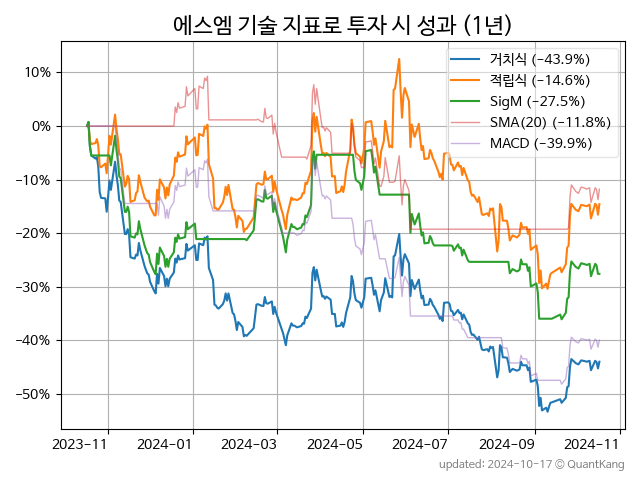 에스엠 기술 지표로 투자 시 성과 (1년)
거치식 (−43.9%)
적립식 (−14.6%)
SigM (−27.5%)
SMA(20) (−11.8%)
MACD (−39.9%)
10%
0%
−10%
−20%
−30%
−40%
−50%
2023-11 2024-01 2024-03 2024-05 2024-07 2024-09 2024-11
updated: 2024-10-17 © QuantKang